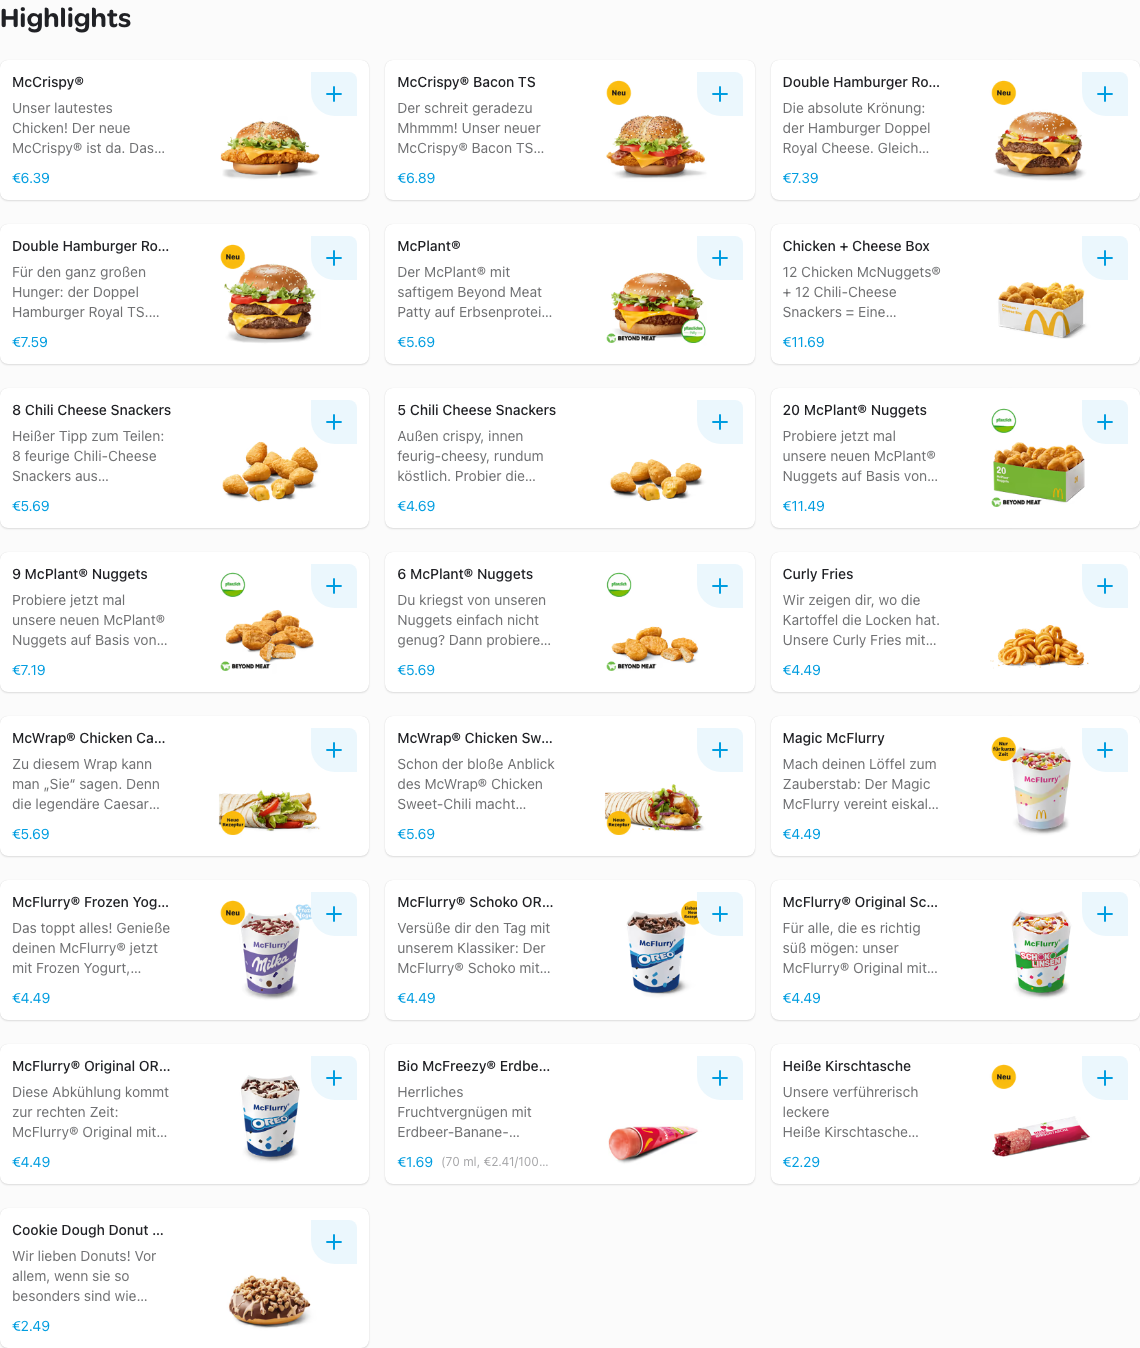 Highlights
McCrispy®
Unser lautestes
Chicken! Der neue
McCrispy® ist da. Das...
€6.39
McCrispy® Bacon TS
Der schreit geradezu
Mhmmm! Unser neuer
McCrispy® Bacon TS...
€6.89
Neu
Double Hamburger Ro...
Die absolute Krönung:
der Hamburger Doppel
Royal Cheese. Gleich...
€7.39
Neu
Double Hamburger Ro...
Für den ganz großen
Hunger: der Doppel
Hamburger Royal TS....
€7.59
Neu
McPlant®
Der McPlant® mit
saftigem Beyond Meat
Patty auf Erbsenprotei...
€5.69
BEYOND MEAT
Chicken + Cheese Box
12 Chicken McNuggets®
+ 12 Chili-Cheese
Snackers = Eine...
€11.69
8 Chili Cheese Snackers
Heißer Tipp zum Teilen:
8 feurige Chili-Cheese
Snackers aus...
€5.69
5 Chili Cheese Snackers
Außen crispy, innen
feurig-cheesy, rundum
köstlich. Probier die...
€4.69
20 McPlant® Nuggets
Probiere jetzt mal
unsere neuen McPlant®
Nuggets auf Basis von...
€11.49
20
BEYOND MEAT
9 McPlant® Nuggets
Probiere jetzt mal
unsere neuen McPlant®
Nuggets auf Basis von...
€7.19
BEYOND MEAT
6 McPlant® Nuggets
Du kriegst von unseren
Nuggets einfach nicht
genug? Dann probiere...
€5.69
BEYOND MEAT
Curly Fries
Wir zeigen dir, wo die
Kartoffel die Locken hat.
Unsere Curly Fries mit...
€4.49
McWrap® Chicken Ca...
Zu diesem Wrap kann
man „Sie“ sagen. Denn
die legendäre Caesar...
€5.69
Neue
Rezeptur
McWrap® Chicken Sw...
Schon der bloße Anblick
des McWrap® Chicken
Sweet-Chili macht...
€5.69
Neue
Rezeptur
Magic McFlurry
Mach deinen Löffel zum
Zauberstab: Der Magic
McFlurry vereint eiskal...
€4.49
Nur
für kurze
Zeit
McFlurry®
McFlurry® Frozen Yog...
Das toppt alles! Genieße
deinen McFlurry® jetzt
mit Frozen Yogurt,...
€4.49
Neu
McFlurry®
Milka
McFlurry® Schoko OR...
Versüße dir den Tag mit
unserem Klassiker: Der
McFlurry® Schoko mit...
€4.49
McFlurry®
OREO
McFlurry® Original Sc...
Für alle, die es richtig
süß mögen: unser
McFlurry® Original mit...
€4.49
McFlurry®
SCHOKO
LINSEN
McFlurry® Original OR...
Diese Abkühlung kommt
zur rechten Zeit:
McFlurry® Original mit...
€4.49
McFlurry®
OREO
Bio McFreezy® Erdbe...
Herrliches
Fruchtvergnügen mit
Erdbeer-Banane-...
€1.69 (70 ml, €2.41/100...
Heiße Kirschtasche
Unsere verführerisch
leckere
Heiße Kirschtasche...
€2.29
Neu
Cookie Dough Donut ...
Wir lieben Donuts! Vor
allem, wenn sie so
besonders sind wie...
€2.49